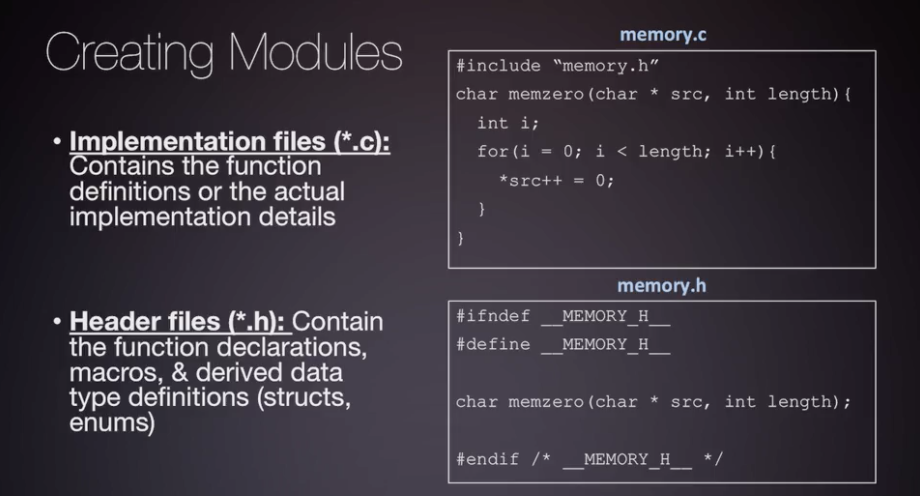 Creating Modules
• Implementation files (*.c):
Contains the function
definitions or the actual
implementation details
• Header files (*.h): Contain
the function declarations,
macros, & derived data
type definitions (structs,
enums)
memory.c
#include “memory.h”
char memzero(char * src, int length){
  int i;
  for(i = 0; i < length; i++){
    *src++ = 0;
  }
}
memory.h
#ifndef __MEMORY_H__
#define __MEMORY_H__
char memzero(char * src, int length);
#endif /* __MEMORY_H__ */